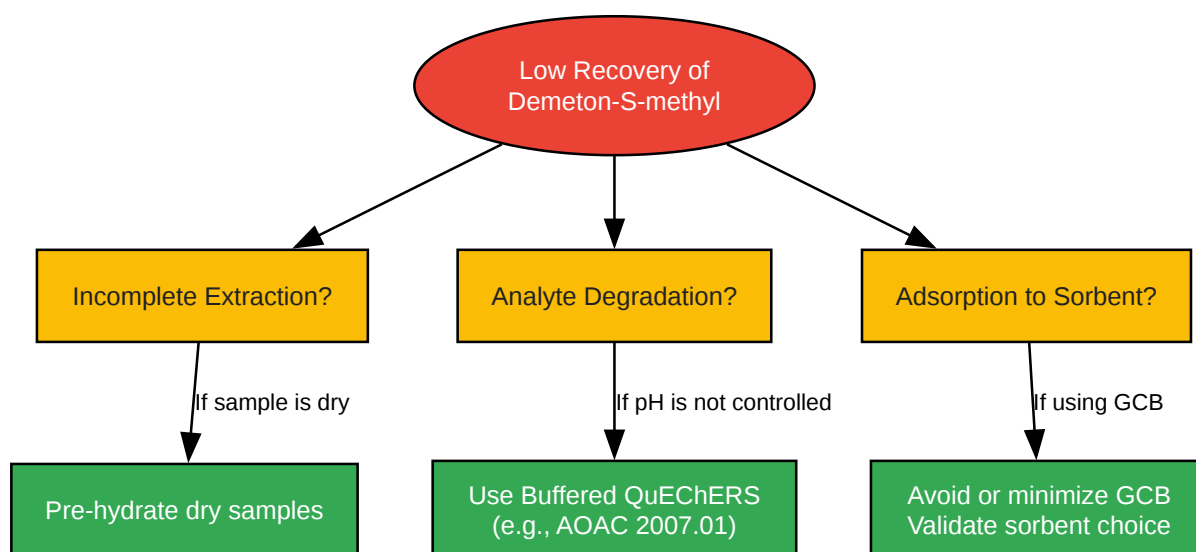 Low Recovery of
Demeton-S-methyl
Incomplete Extraction?
Analyte Degradation?
Adsorption to Sorbent?
If sample is dry
If pH is not controlled
If using GCB
Pre-hydrate dry samples
Use Buffered QuEChERS
(e.g., AOAC 2007.01)
Avoid or minimize GCB
Validate sorbent choice